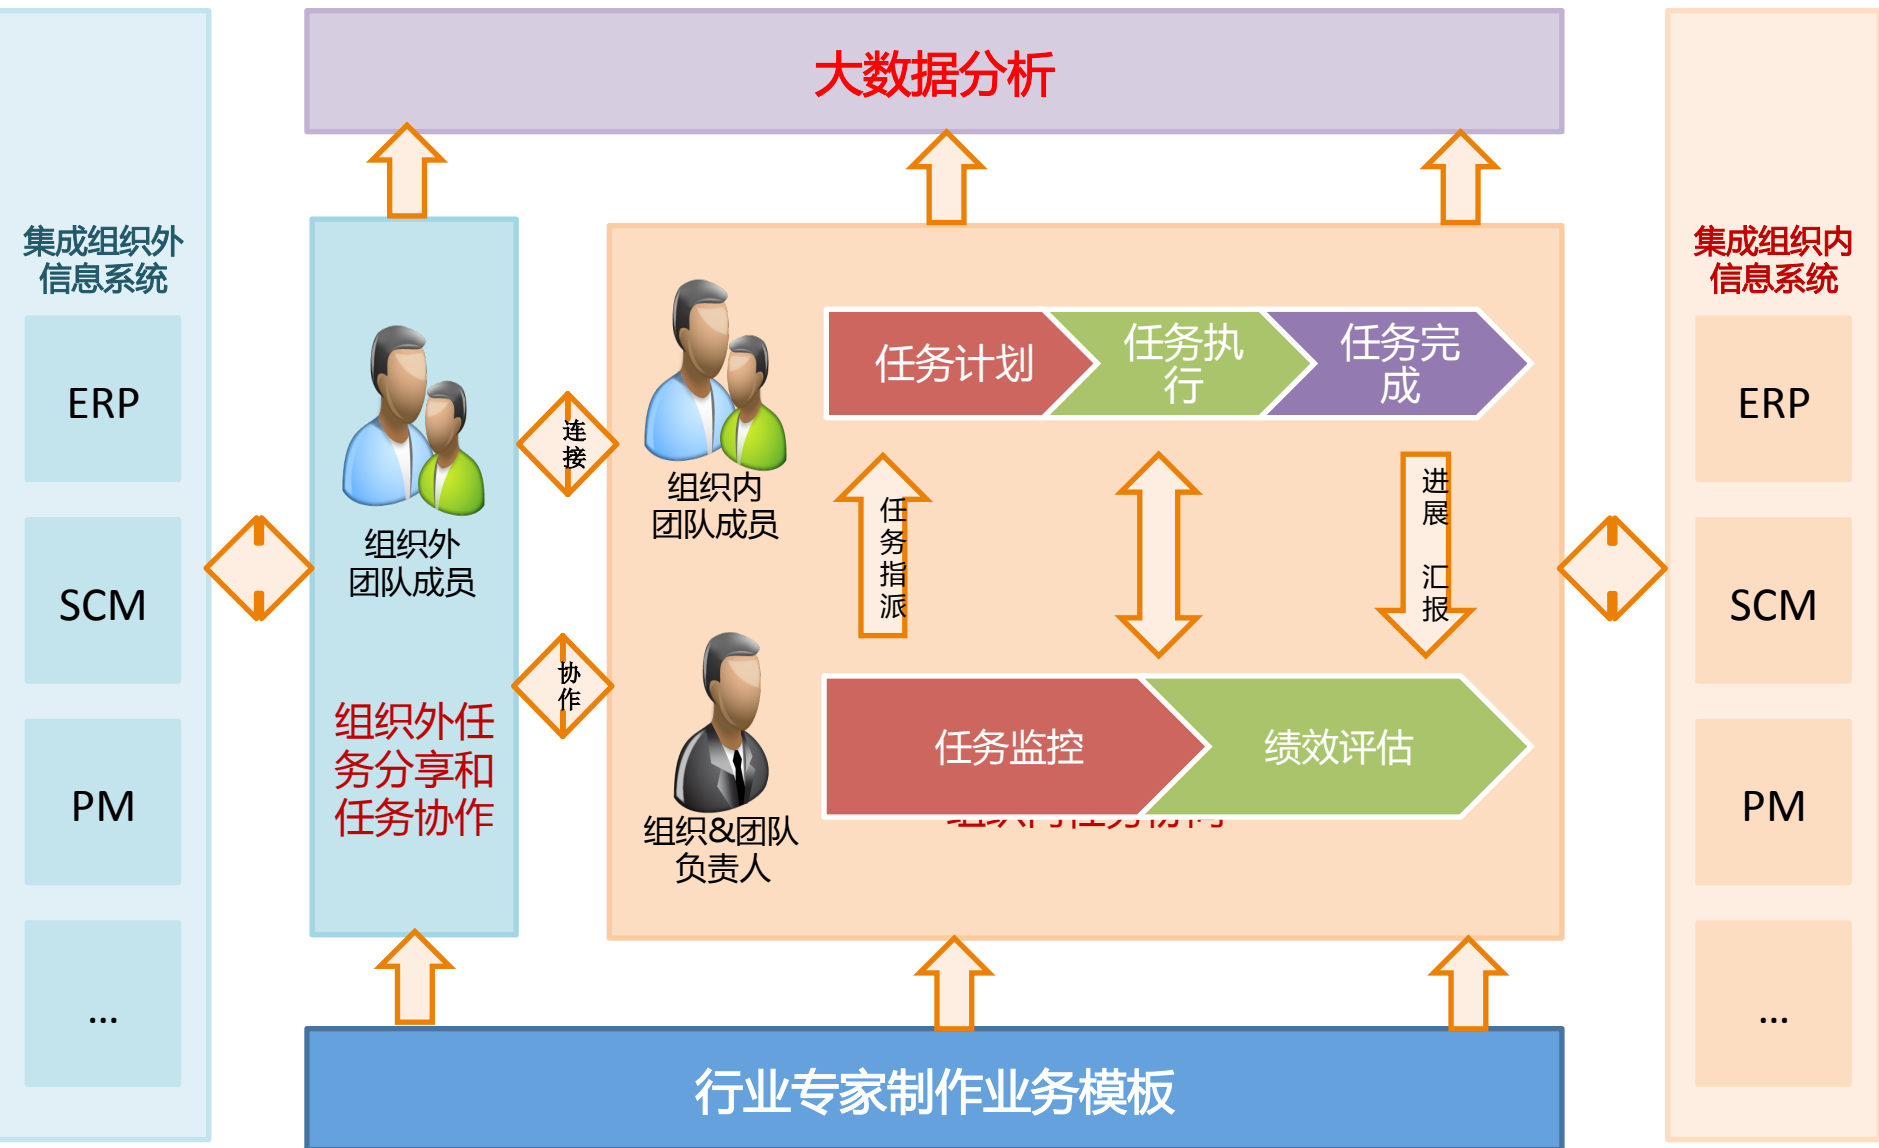 大数据分析
集成组织外
信息系统
ERP
SCM
PM
...
组织外
团队成员
组织外任
务分享和
任务协作
连
接
协
作
组织内
团队成员
任务计划
任务执
行
任务完
成
任
务
指
派
进
展
汇
报
组织&团队
负责人
任务监控
绩效评估
集成组织内
信息系统
ERP
SCM
PM
...
行业专家制作业务模板